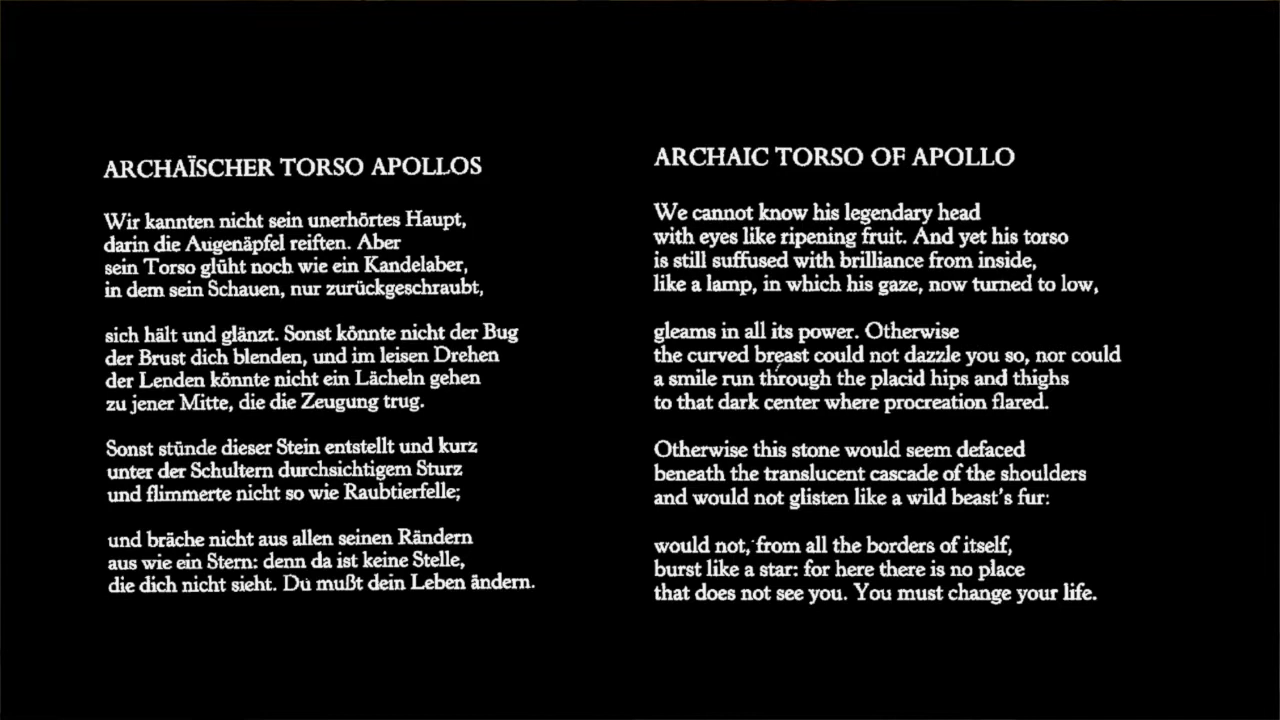 ARCHAÏSCHER TORSO APOLLOS
Wir kannten nicht sein unerhörtes Haupt,
darin die Augenäpfel reiften. Aber
sein Torso glüht noch wie ein Kandelaber,
in dem sein Schauen, nur zurückgeschraubt,
sich hält und glänzt. Sonst könnte nicht der Bug
der Brust dich blenden, und im leisen Drehen
der Lenden könnte nicht ein Lächeln gehen
zu jener Mitte, die die Zeugung trug.
Sonst stünde dieser Stein entstellt und kurz
unter der Schultern durchsichtigem Sturz
und flimmerte nicht so wie Raubtierfelle;
und bräche nicht aus allen seinen Rändern
aus wie ein Stern: denn da ist keine Stelle,
die dich nicht sieht. Du mußt dein Leben ändern.
ARCHAIC TORSO OF APOLLO
We cannot know his legendary head
with eyes like ripening fruit. And yet his torso
is still suffused with brilliance from inside,
like a lamp, in which his gaze, now turned to low,
gleams in all its power. Otherwise
the curved breast could not dazzle you so, nor could
a smile run through the placid hips and thighs
to that dark center where procreation flared.
Otherwise this stone would seem defaced
beneath the translucent cascade of the shoulders
and would not glisten like a wild beast's fur:
would not, from all the borders of itself,
burst like a star: for here there is no place
that does not see you. You must change your life.